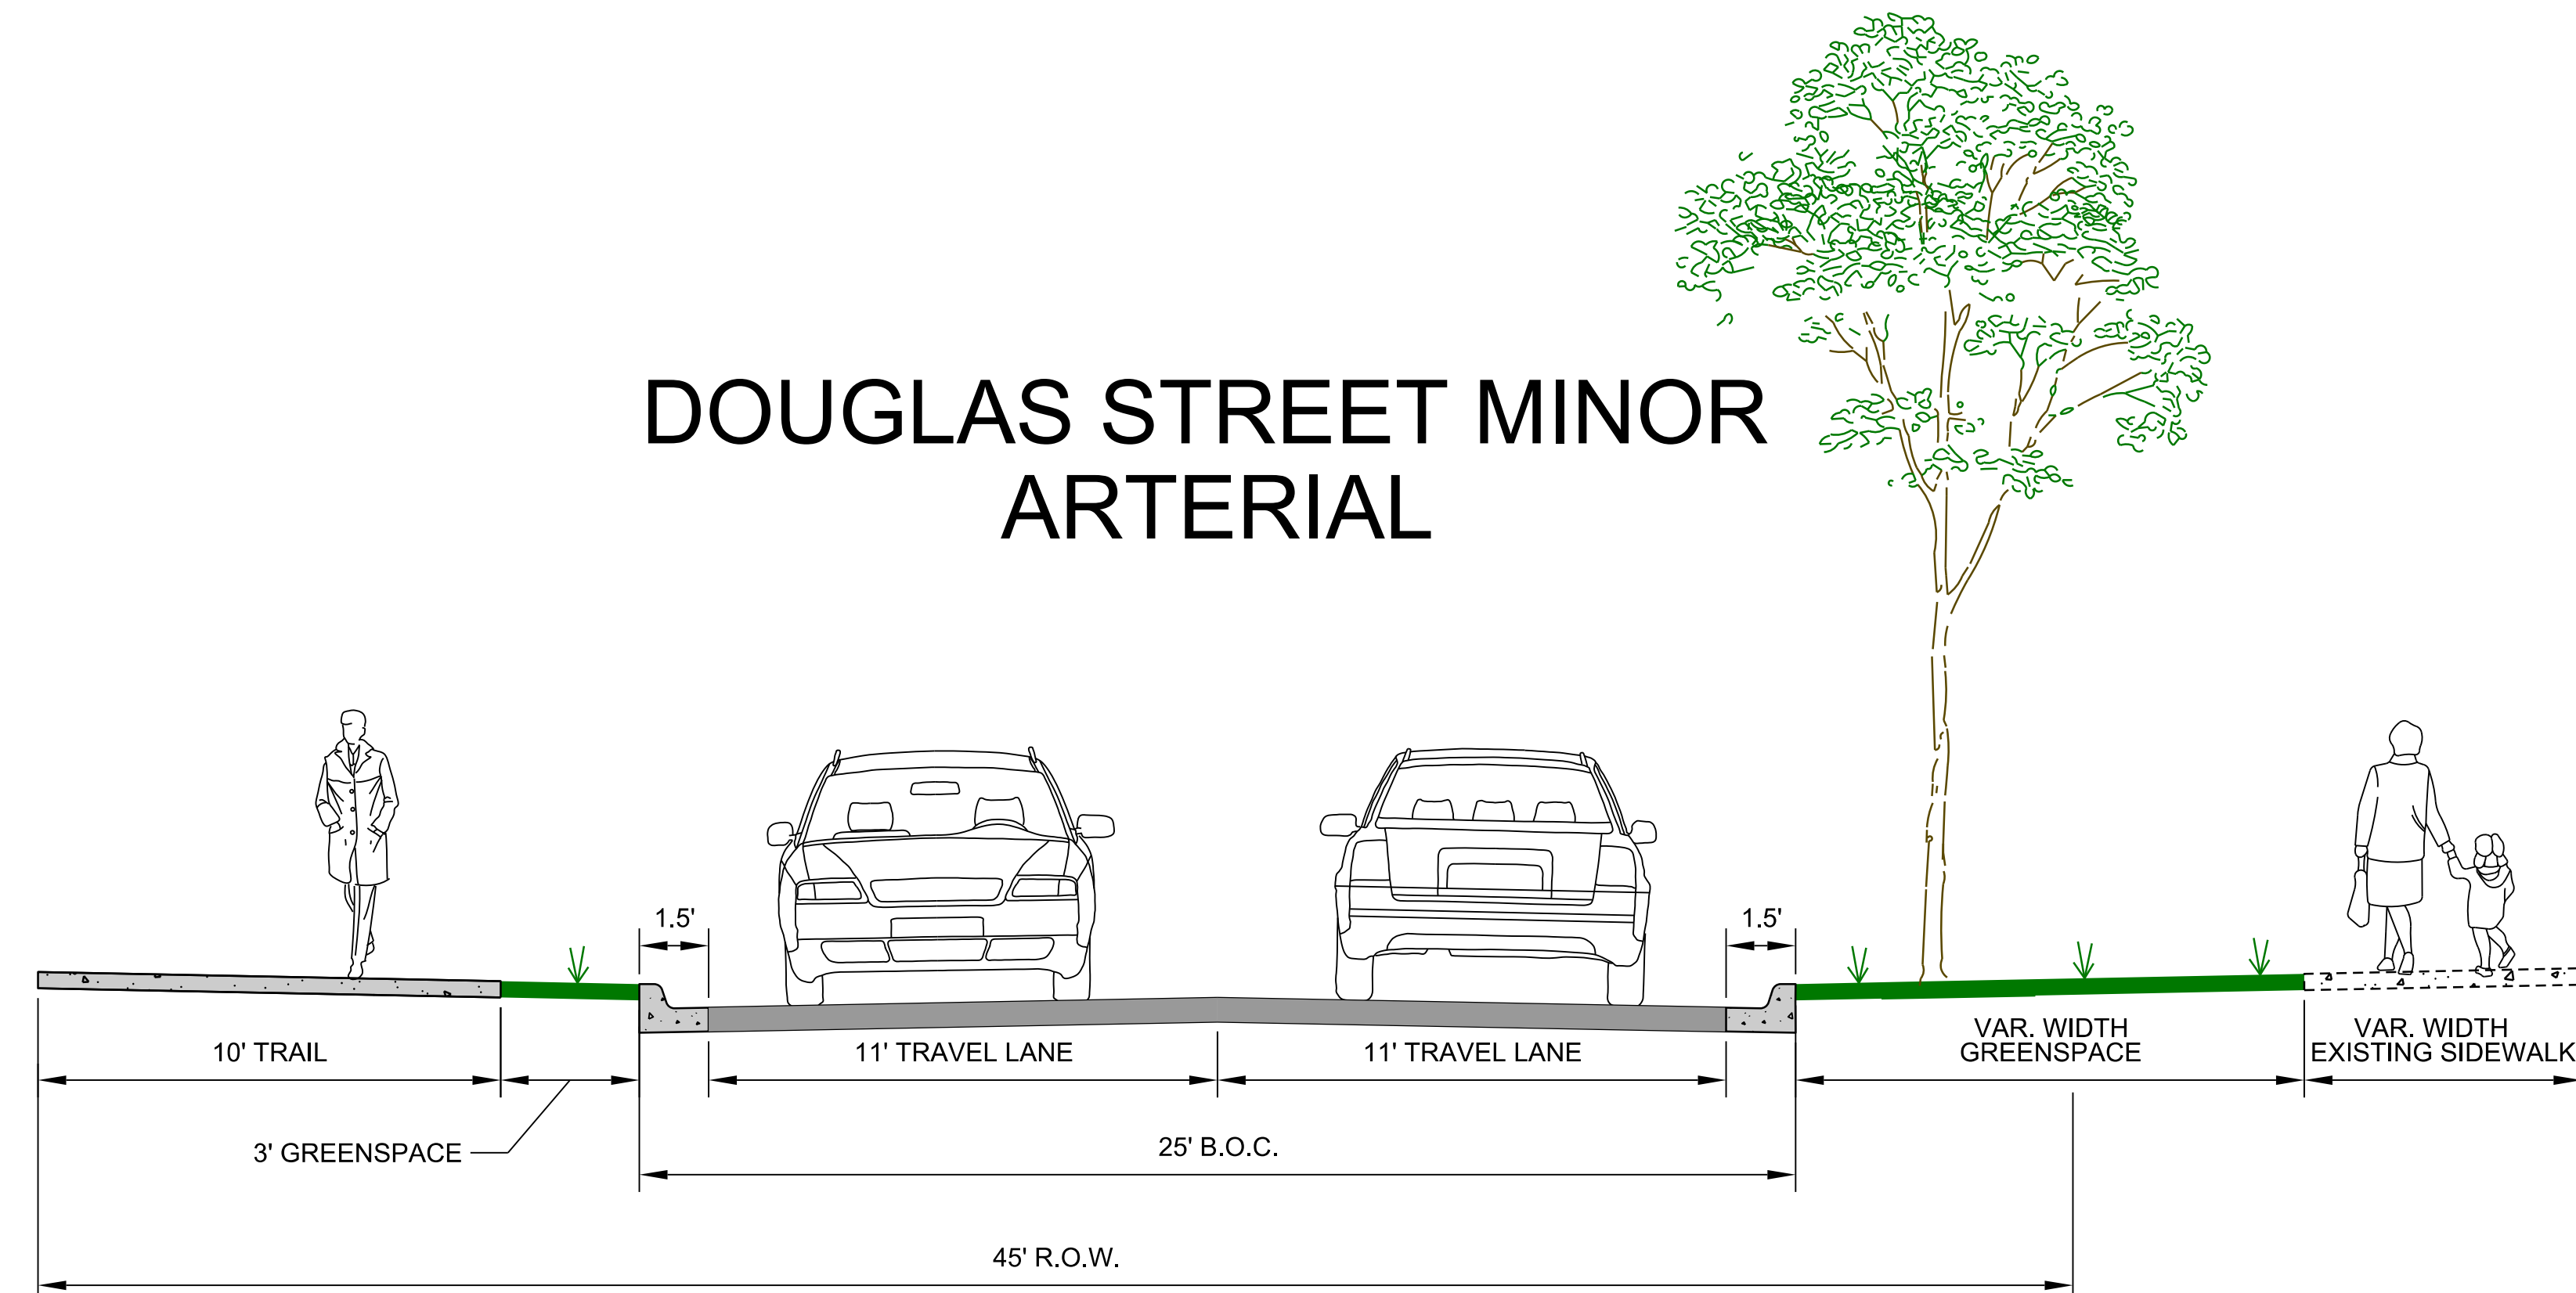 DOUGLAS STREET MINOR
ARTERIAL
1.5'
1.5'
10' TRAIL
11' TRAVEL LANE
11' TRAVEL LANE
VAR. WIDTH
GREENSPACE
VAR. WIDTH
EXISTING SIDEWALK
3' GREENSPACE
25' B.O.C.
45' R.O.W.